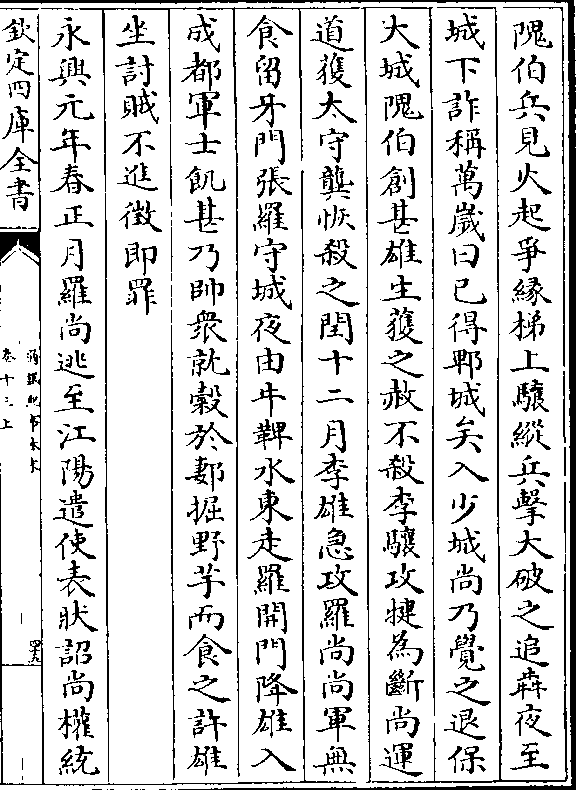 隗伯兵見火起爭縁梯上驤縱兵擊大破之追犇夜至
城下詐稱萬歲曰已得郫城矣入少城尚乃覺之退保
大城隗伯創甚雄生獲之赦不殺李驤攻犍為斷尚運
道獲太守龔恢殺之閏十二月李雄急攻羅尚尚軍無
食留牙門張羅守城夜由牛鞞水東走羅開門降雄入
成都軍士飢甚乃帥衆就榖於郪掘野芋而食之許雄
坐討賊不進徵即罪
永興元年春正月羅尚逃至江陽遣使表狀詔尚權統
欽定四庫全書
通鑑紀事本末
卷十三上
四十九